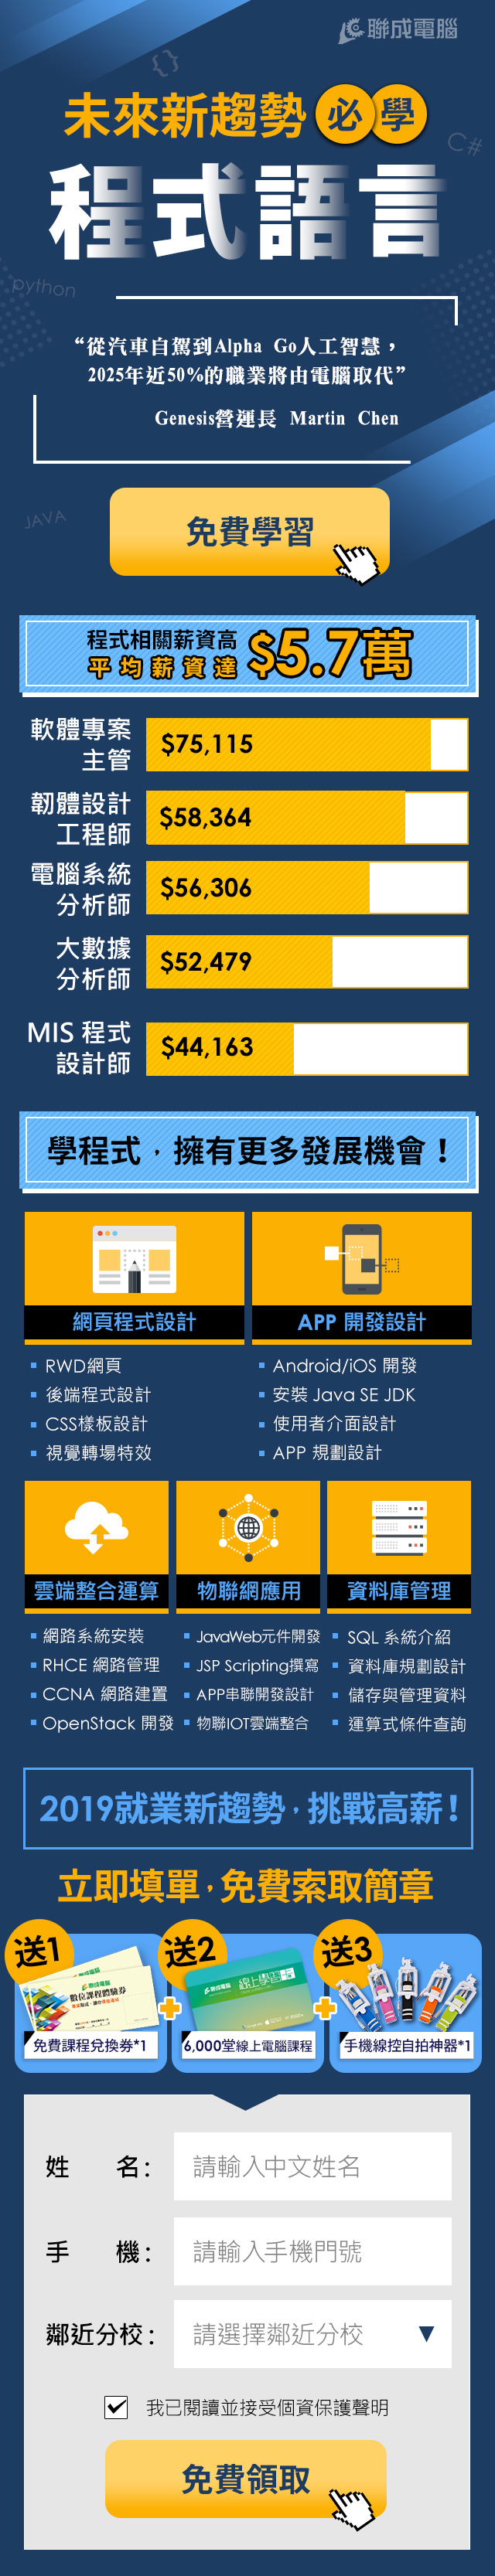 聯成電腦
{}
未來新趨勢必學
C#
程式語言
python
“從汽車自駕到Alpha Go人工智慧，
2025年近50%的職業將由電腦取代”
Genesis營運長 Martin Chen
JAVA
免費學習
程式相關薪資高
平均薪資達
$5.7萬
軟體專案
主管
$75,115
韌體設計
工程師
$58,364
電腦系統
分析師
$56,306
大數據
分析師
$52,479
MIS 程式
設計師
$44,163
學程式，擁有更多發展機會！
網頁程式設計
▪ RWD網頁
▪ 後端程式設計
▪ CSS樣板設計
▪ 視覺轉場特效
APP 開發設計
▪ Android/iOS 開發
▪ 安裝 Java SE JDK
▪ 使用者介面設計
▪ APP 規劃設計
雲端整合運算
▪ 網路系統安裝
▪ RHCE 網路管理
▪ CCNA 網路建置
▪ OpenStack 開發
物聯網應用
▪ JavaWeb元件開發
▪ JSP Scripting撰寫
▪ APP串聯開發設計
▪ 物聯IOT雲端整合
資料庫管理
▪ SQL 系統介紹
▪ 資料庫規劃設計
▪ 儲存與管理資料
▪ 運算式條件查詢
2019就業新趨勢，挑戰高薪！
立即填單，免費索取簡章
送1
聯成電腦
數位課程體驗券
免費課程兌換券*1
送2
線上學習
6,000堂線上電腦課程
送3
手機線控自拍神器*1
姓 名：
請輸入中文姓名
手 機：
請輸入手機門號
鄰近分校：
請選擇鄰近分校
▼
我已閱讀並接受個資保護聲明
免費領取